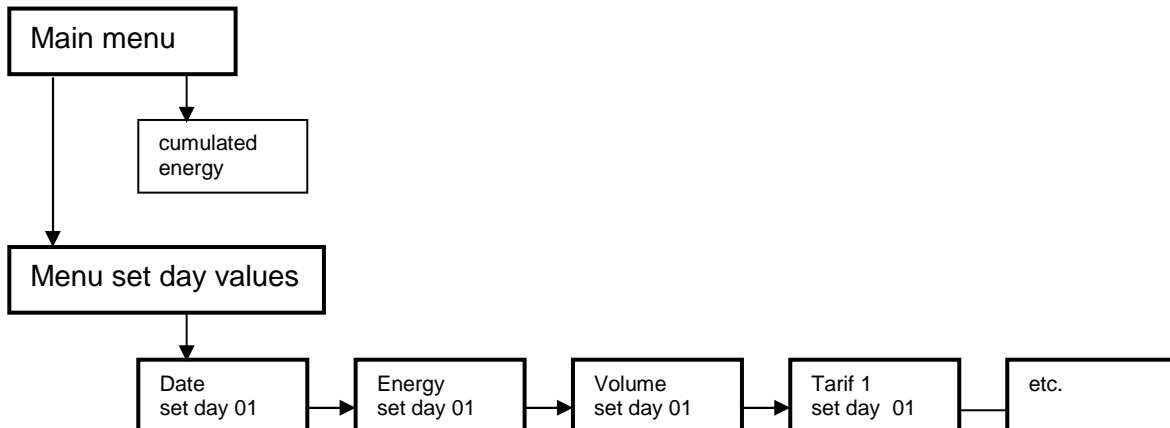 Main menu
cumulated
energy
Menu set day values
Date
set day 01
Energy
set day 01
Volume
set day 01
Tarif 1
set day  01
etc.